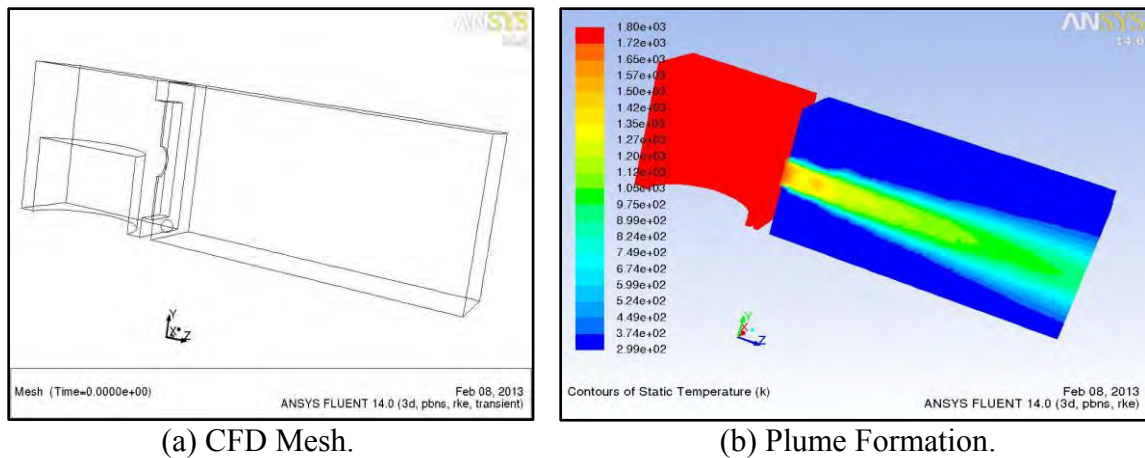 ANSYS
Mesh (Time=0.0000e+00)
Feb 08, 2013
ANSYS FLUENT 14.0 (3d, pbns, rke, transient)
(a) CFD Mesh.
1.80e+03
1.72e+03
1.65e+03
1.57e+03
1.50e+03
1.42e+03
1.35e+03
1.27e+03
1.20e+03
1.12e+03
1.05e+03
9.75e+02
8.99e+02
8.24e+02
7.49e+02
6.74e+02
5.99e+02
5.24e+02
4.49e+02
3.74e+02
2.99e+02
ANSYS
14.0
Y
X
Z
Y
Z
Contours of Static Temperature (k)
Feb 08, 2013
ANSYS FLUENT 14.0 (3d, pbns, rke)
(b) Plume Formation.